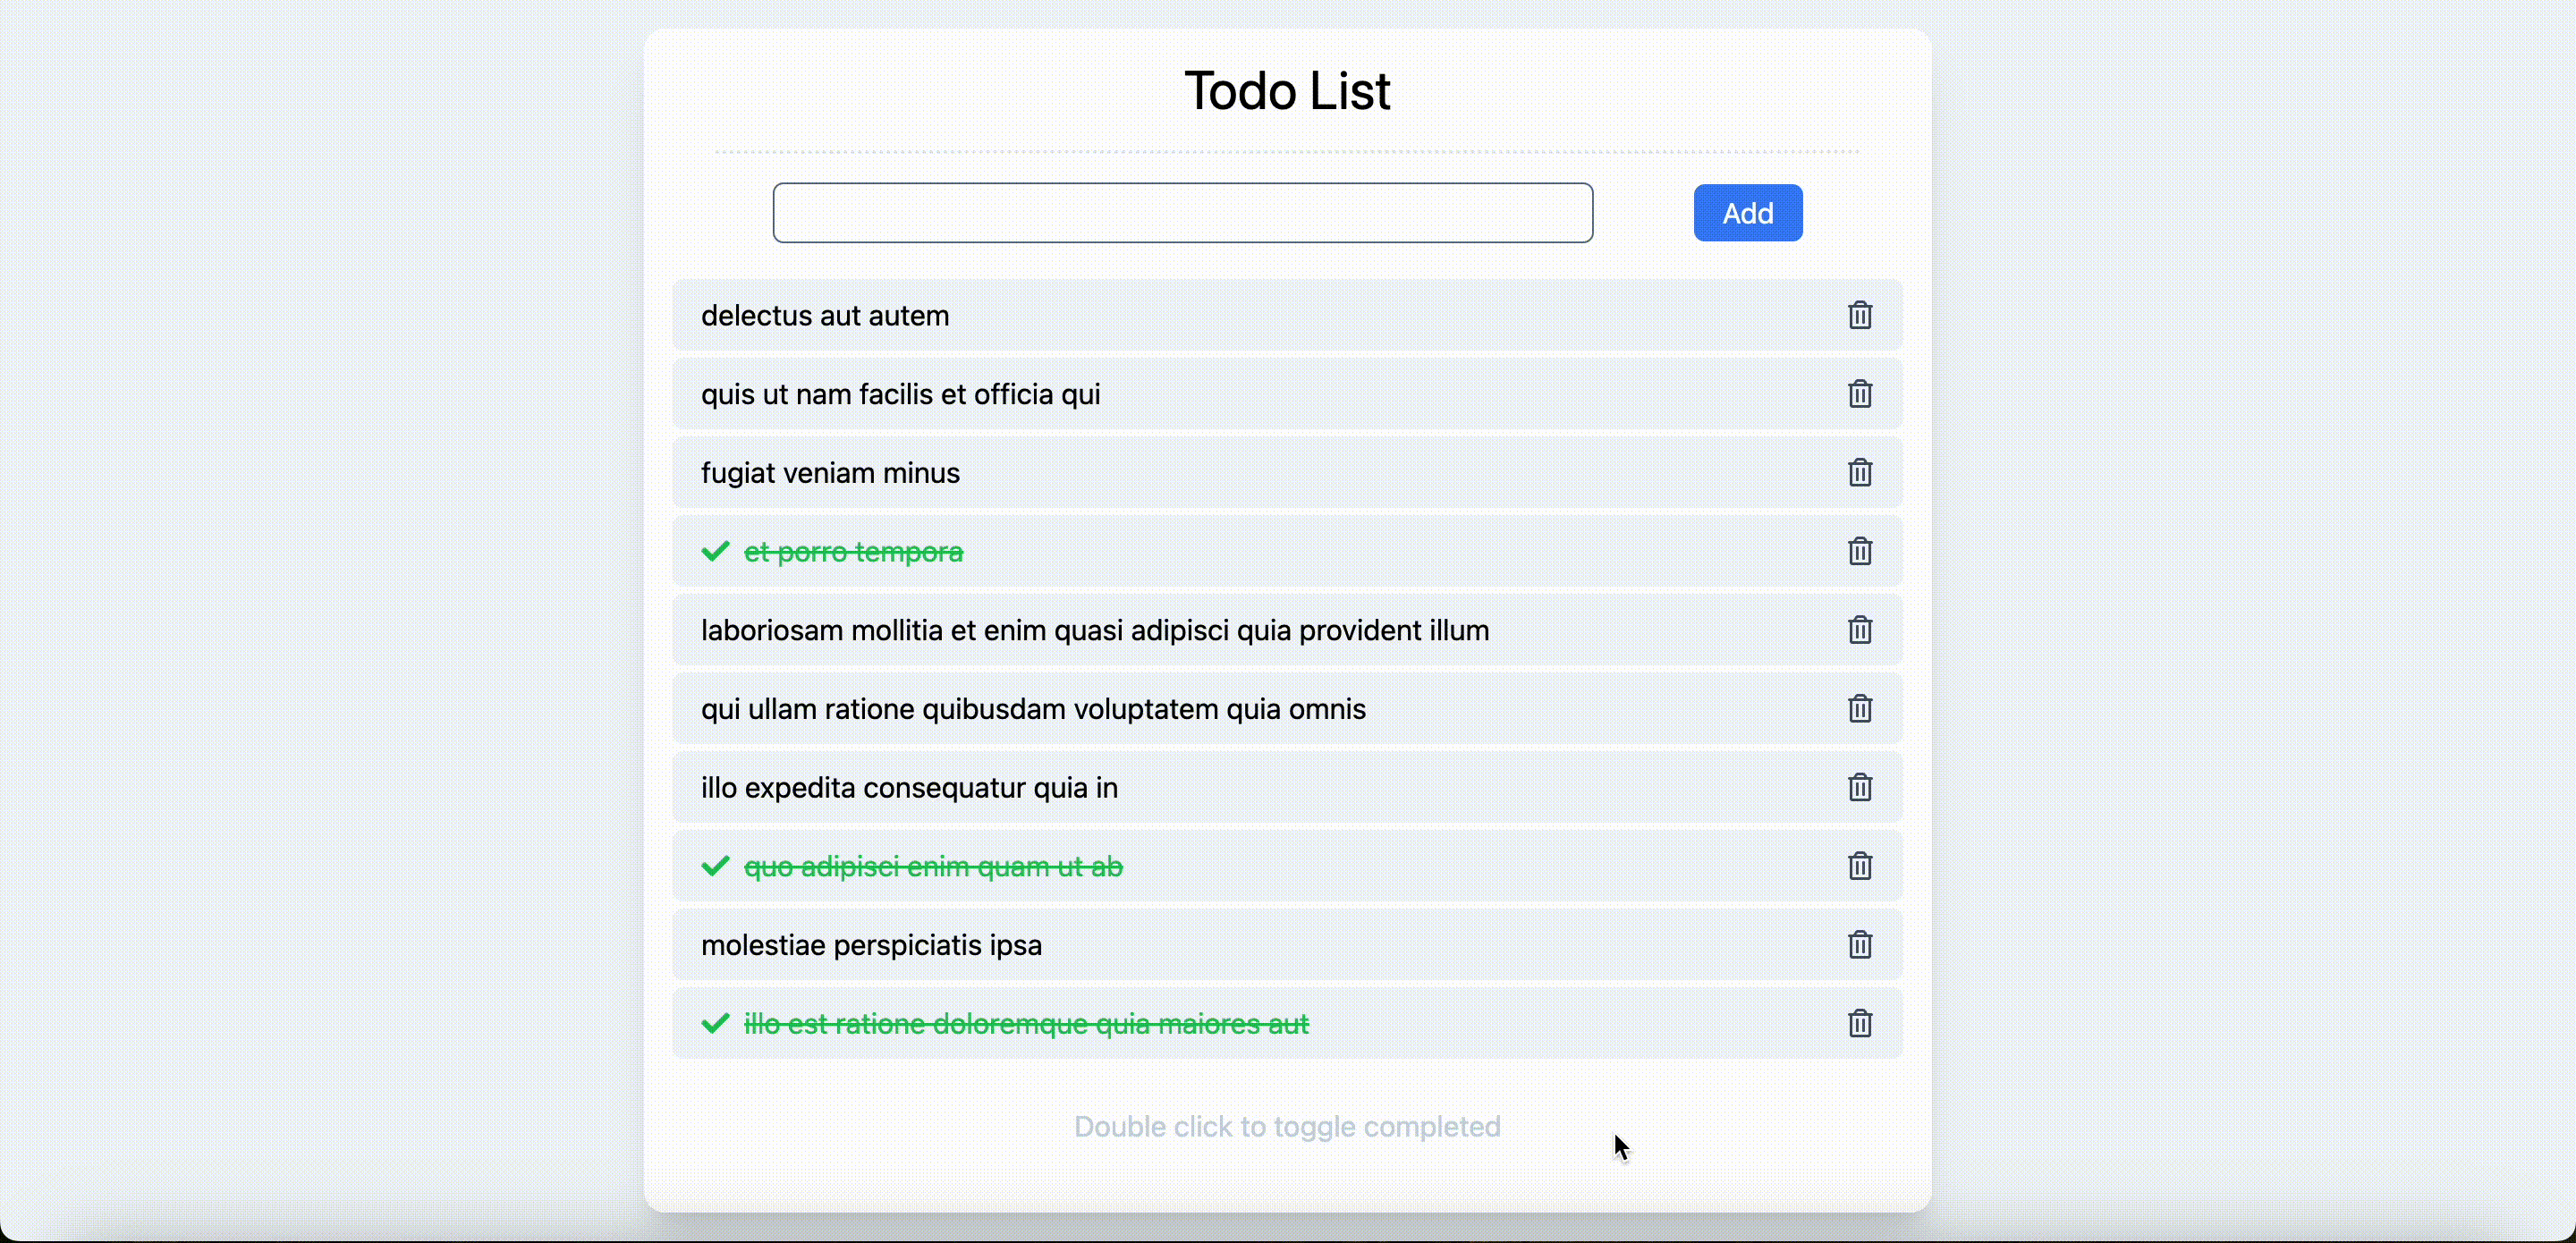 Todo List
Add
delectus aut autem
quis ut nam facilis et officia qui
fugiat veniam minus
et porro tempora
laboriosam mollitia et enim quasi adipisci quia provident illum
qui ullam ratione quibusdam voluptatem quia omnis
illo expedita consequatur quia in
quo adipisci enim quam ut ab
molestiae perspiciatis ipsa
illo est ratione doloremque quia maiores aut
Double click to toggle completed